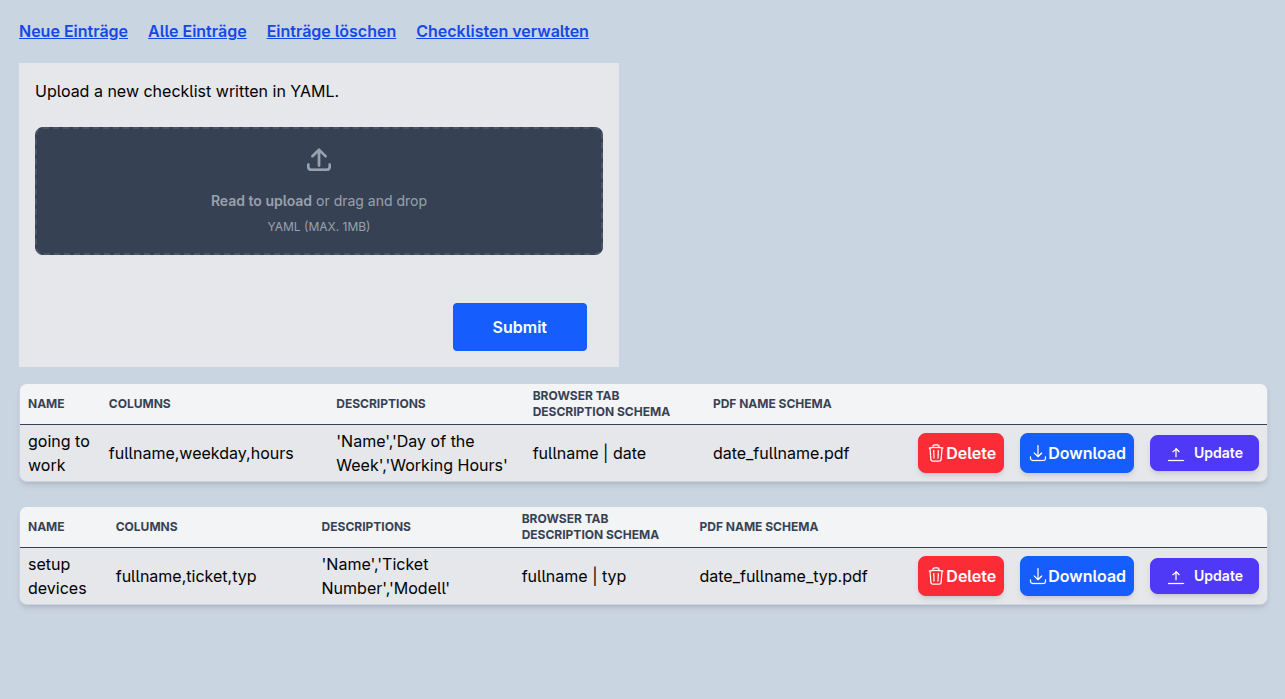 Neue Einträge Alle Einträge Einträge löschen Checklisten verwalten
Upload a new checklist written in YAML.
Read to upload or drag and drop
YAML (MAX. 1MB)
Submit
NAME COLUMNS DESCRIPTIONS BROWSER TAB DESCRIPTION SCHEMA PDF NAME SCHEMA
going to work fullname,weekday,hours 'Name','Day of the Week','Working Hours' fullname | date date_fullname.pdf Delete Download Update
NAME COLUMNS DESCRIPTIONS BROWSER TAB DESCRIPTION SCHEMA PDF NAME SCHEMA
setup devices fullname,ticket,typ 'Name','Ticket Number','Modell' fullname | typ date_fullname_typ.pdf Delete Download Update